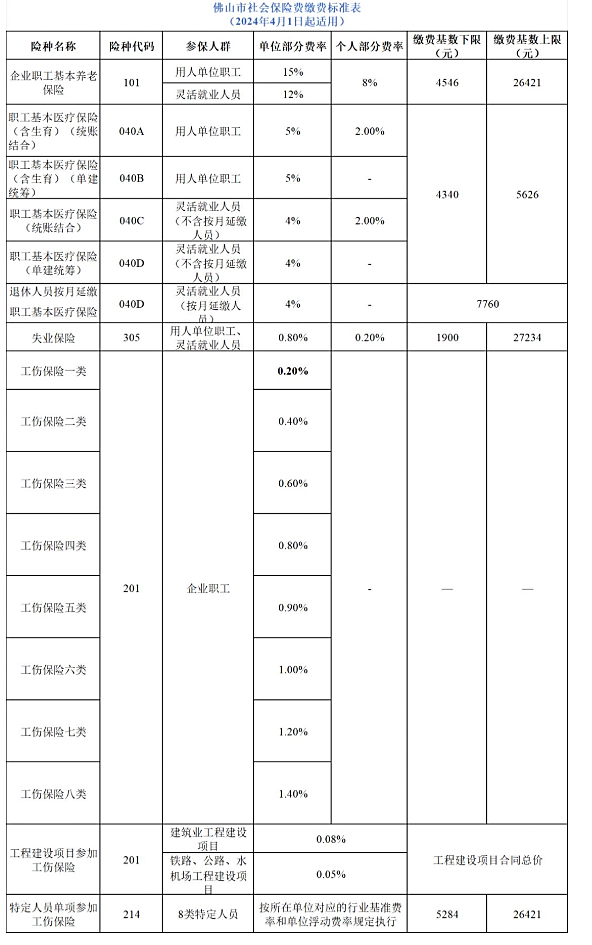 佛山市社会保险费缴费标准表
（2024年4月1日起适用）
险种名称 险种代码 参保人群 单位部分费率 个人部分费率 缴费基数下限（元） 缴费基数上限（元）
企业职工基本养老
保险
101
用人单位职工 15%
灵活就业人员 12%
8% 4546 26421
职工基本医疗保险
（含生育）（统账
结合）
040A 用人单位职工 5% 2.00%
职工基本医疗保险
（含生育）（单建
统筹）
040B 用人单位职工 5% -
4340 5626
职工基本医疗保险
（统账结合）
040C
灵活就业人员
（不含按月延缴
人员）
4% 2.00%
职工基本医疗保险
（单建统筹）
040D
灵活就业人员
（不含按月延缴
人员）
4% -
退休人员按月延缴
职工基本医疗保险
040D
灵活就业人员
（按月延缴人
员）
4% - 7760
失业保险 305
用人单位职工、
灵活就业人员
0.80% 0.20% 1900 27234
工伤保险一类 0.20%
工伤保险二类 0.40%
工伤保险三类 0.60%
工伤保险四类 0.80%
201 企业职工 - — —
工伤保险五类 0.90%
工伤保险六类 1.00%
工伤保险七类 1.20%
工伤保险八类 1.40%
工程建设项目参加
工伤保险
201
建筑业工程建设
项目
0.08%
铁路、公路、水
机场工程建设项
目
0.05%
工程建设项目合同总价
特定人员单项参加
工伤保险
214 8类特定人员
按所在单位对应的行业基准费
率和单位浮动费率规定执行
5284 26421